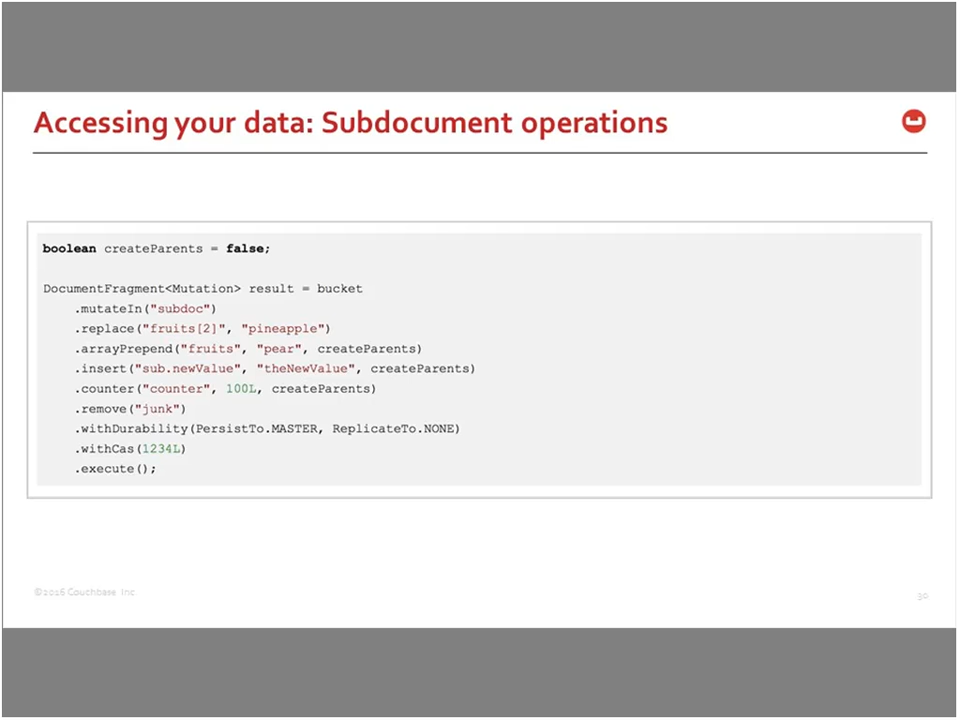 Accessing your data: Subdocument operations
boolean createParents = false;
DocumentFragment<Mutation> result = bucket
.mutateIn("subdoc")
.replace("fruits[2]", "pineapple")
.arrayPrepend("fruits", "pear", createParents)
.insert("sub.newValue", "theNewValue", createParents)
.counter("counter", 100L, createParents)
.remove("junk")
.withDurability(PersistTo.MASTER, ReplicateTo.NONE)
.withCas(1234L)
.execute();
©2016 Couchbase Inc
30